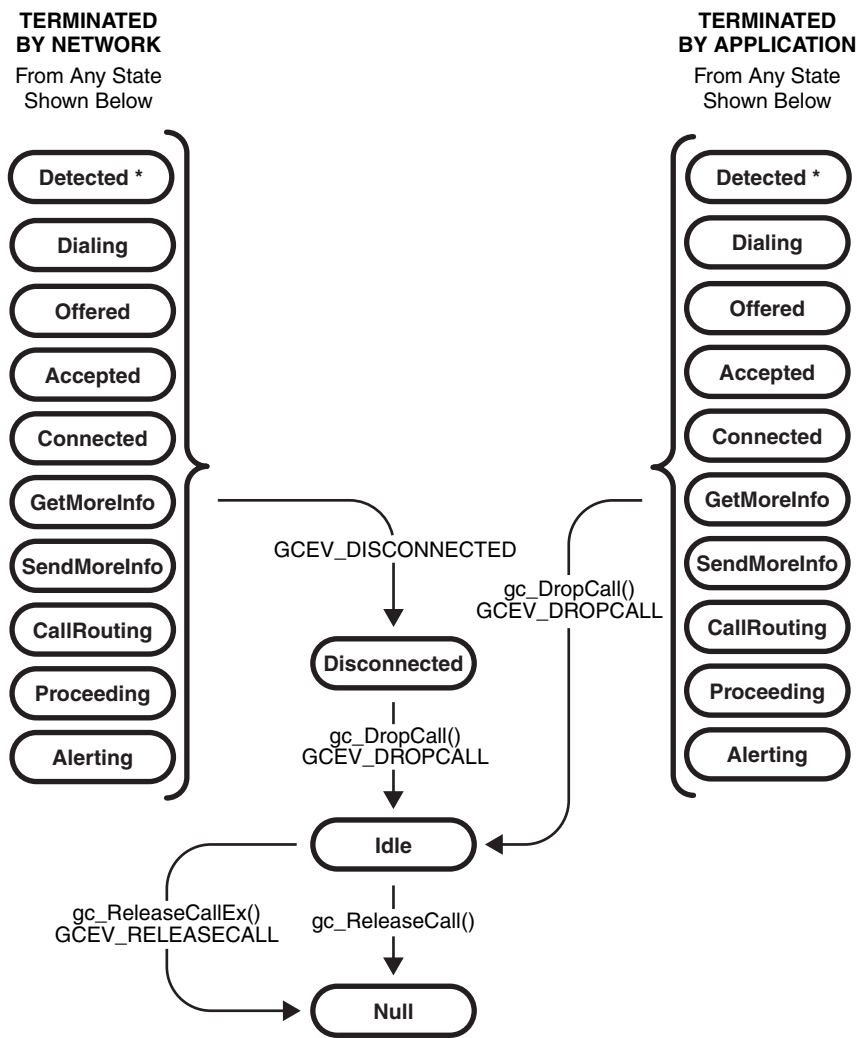 TERMINATED
BY NETWORK
From Any State
Shown Below
Detected *
Dialing
Offered
Accepted
Connected
GetMoreInfo
SendMoreInfo
CallRouting
Proceeding
Alerting
TERMINATED
BY APPLICATION
From Any State
Shown Below
Detected *
Dialing
Offered
Accepted
Connected
GetMoreInfo
SendMoreInfo
CallRouting
Proceeding
Alerting
GCEV_DISCONNECTED
gc_DropCall()
GCEV_DROPCALL
Disconnected
gc_DropCall()
GCEV_DROPCALL
Idle
gc_ReleaseCallEx()
GCEV_RELEASECALL
gc_ReleaseCall()
Null